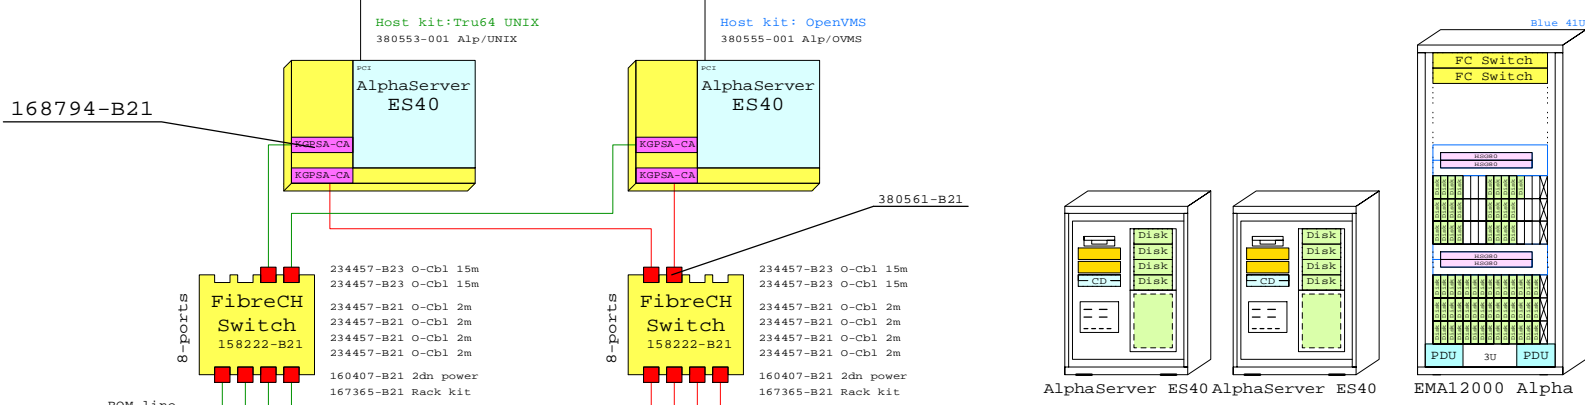 Host kit:Tru64 UNIX
380553-001 Alp/UNIX
Host kit: OpenVMS
380555-001 Alp/OVMS
Blue 41U
168794-B21
PCI
AlphaServer
ES40
KGPSA-CA
KGPSA-CA
PCI
AlphaServer
ES40
KGPSA-CA
KGPSA-CA
380561-B21
8-ports
FibreCH
Switch
158222-B21
234457-B23 O-Cbl 15m
234457-B23 O-Cbl 15m
234457-B21 O-Cbl 2m
234457-B21 O-Cbl 2m
234457-B21 O-Cbl 2m
234457-B21 O-Cbl 2m
160407-B21 2dn power
167365-B21 Rack kit
8-ports
FibreCH
Switch
158222-B21
234457-B23 O-Cbl 15m
234457-B23 O-Cbl 15m
234457-B21 O-Cbl 2m
234457-B21 O-Cbl 2m
234457-B21 O-Cbl 2m
234457-B21 O-Cbl 2m
160407-B21 2dn power
167365-B21 Rack kit
Disk
Disk
Disk
Disk
CD
AlphaServer ES40
Disk
Disk
Disk
Disk
CD
AlphaServer ES40
FC Switch
FC Switch
HSG80
HSG80
HSG80
HSG80
PDU
3U
PDU
EMA12000 Alpha